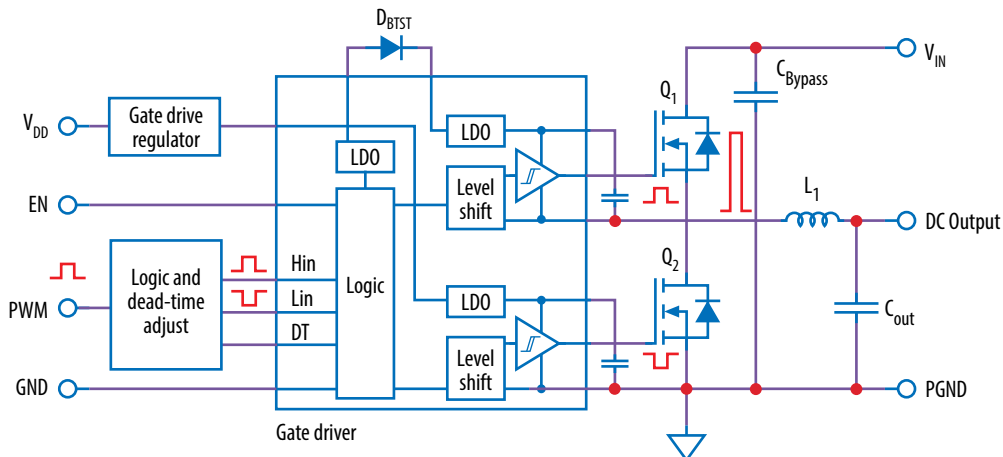 D_BTST
V_IN
C_Bypass
Q_1
V_DD
Gate drive
regulator
LDO
LDO
EN
Level
shift
L_1
DC Output
Q_2
PWM
Logic and
dead-time
adjust
Hin
Lin
DT
Logic
LDO
C_out
Level
shift
GND
PGND
Gate driver